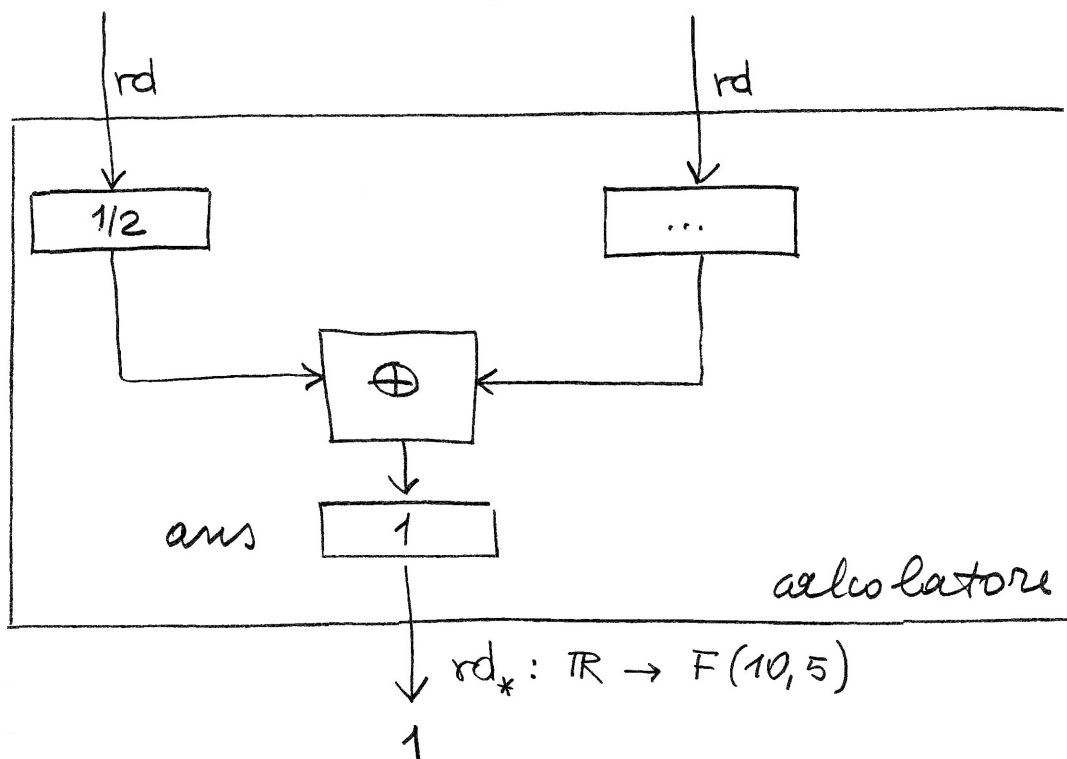 rd rd
1/2 ...
⊕
ans 1
calcolatore
rd* : ℝ → F(10,5)
1